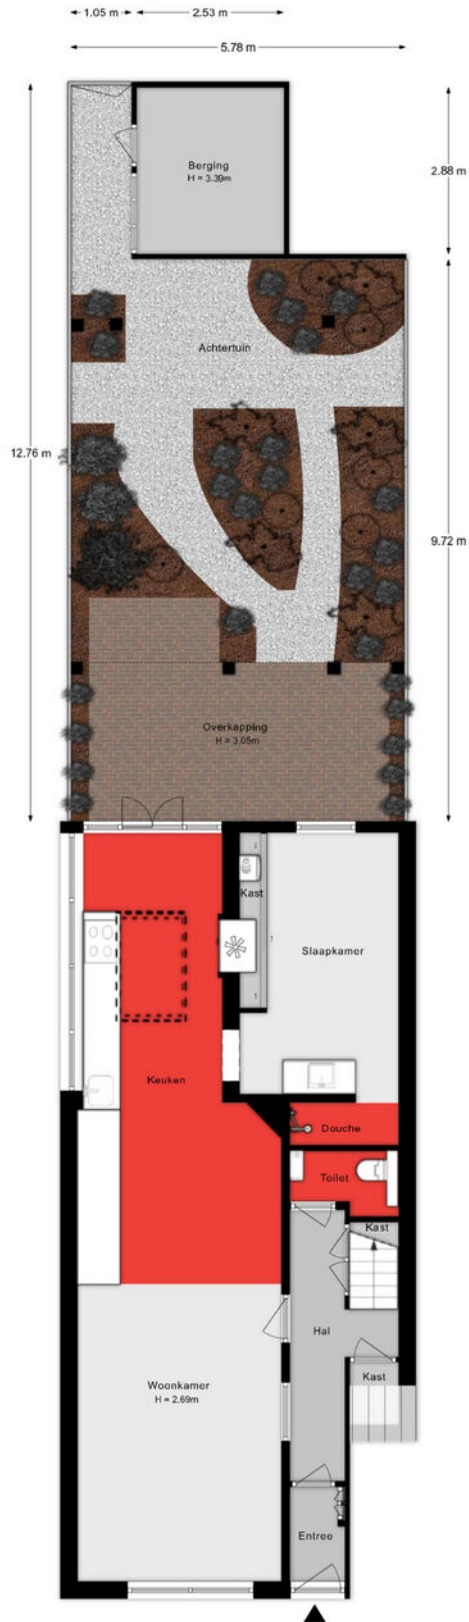 1.05 m
2.53 m
5.78 m
Berging
H = 3.39m
2.88 m
Achtertuin
12.76 m
9.72 m
Overkapping
H = 3.05m
Kast
Slaapkamer
Keuken
Douche
Toilet
Kast
Hal
Kast
Woonkamer
H = 2.69m
Entree